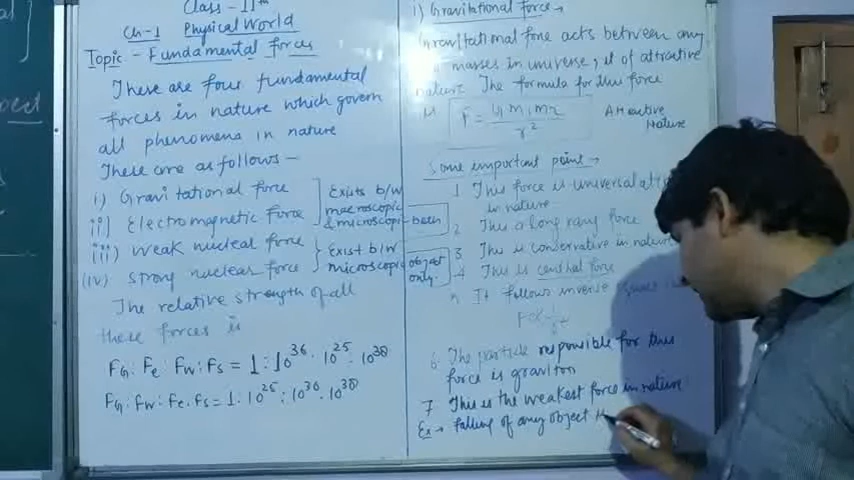 Class - 11th
Ch-1 Physical World
Topic - Fundamental forces
There are four fundamental
forces in nature which govern
all phenomena in nature
There are as follows -
i) Gravitational force
ii) Electromagnetic Force
iii) Weak nuclear force
(iv) strong nuclear force
Exists b/w
macroscopic
& microscopic both
Exist b/w
microscopic object
only.
The relative strength of all
these forces is
FG : Fe : Fw : Fs = 1 : 10^36 : 10^25 : 10^38
FG : Fw : Fe : Fs = 1 : 10^25 : 10^36 : 10^38
i) Gravitational force →
Gravitational force acts between any
masses in universe, it of attractive
nature The formula for this force
F = G m1 m2 / r^2
Attractive
Nature
Some important point →
1 This force is universal
in nature
2 This a long range force
3 This is conservative in nature
4 This is central force
It follows inverse square
6 The particle responsible for this
force is graviton
7 This is the weakest force in nature
Ex → Falling of any object